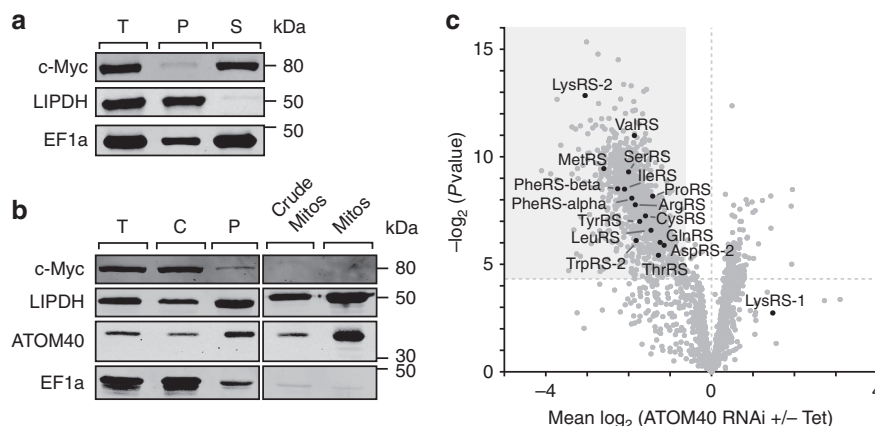 a
T P S kDa
c-Myc 80
LIPDH 50
EF1a 50
b
T C P Crude Mitos Mitos kDa
c-Myc 80
LIPDH 50
ATOM40 30
EF1a 50
c
15
10
5
0
–log2 (Pvalue)
LysRS-2
ValRS
MetRS SerRS
IleRS
PheRS-beta ProRS
PheRS-alpha ArgRS
TyrRS CysRS
LeuRS GlnRS
AspRS-2
TrpRS-2 ThrRS
LysRS-1
–4 0 4
Mean log2 (ATOM40 RNAi +/– Tet)